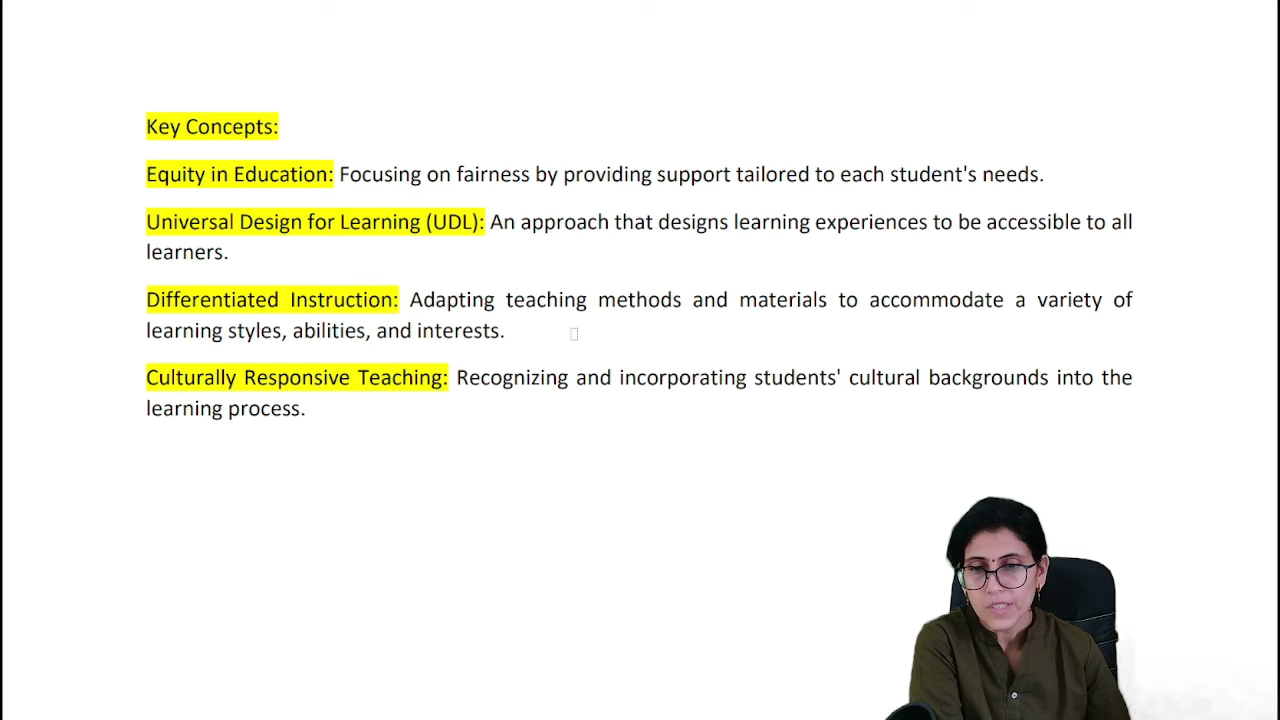 Key Concepts:
Equity in Education: Focusing on fairness by providing support tailored to each student's needs.
Universal Design for Learning (UDL): An approach that designs learning experiences to be accessible to all
learners.
Differentiated Instruction: Adapting teaching methods and materials to accommodate a variety of
learning styles, abilities, and interests.
Culturally Responsive Teaching: Recognizing and incorporating students' cultural backgrounds into the
learning process.